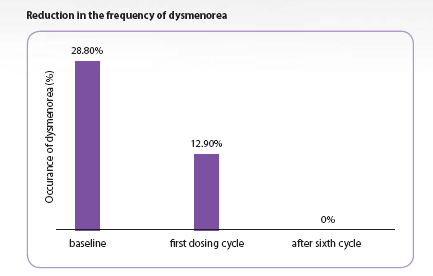 Reduction in the frequency of dysmenorea
28.80%
12.90%
0%
Occurance of dysmenorea (%)
baseline first dosing cycle after sixth cycle